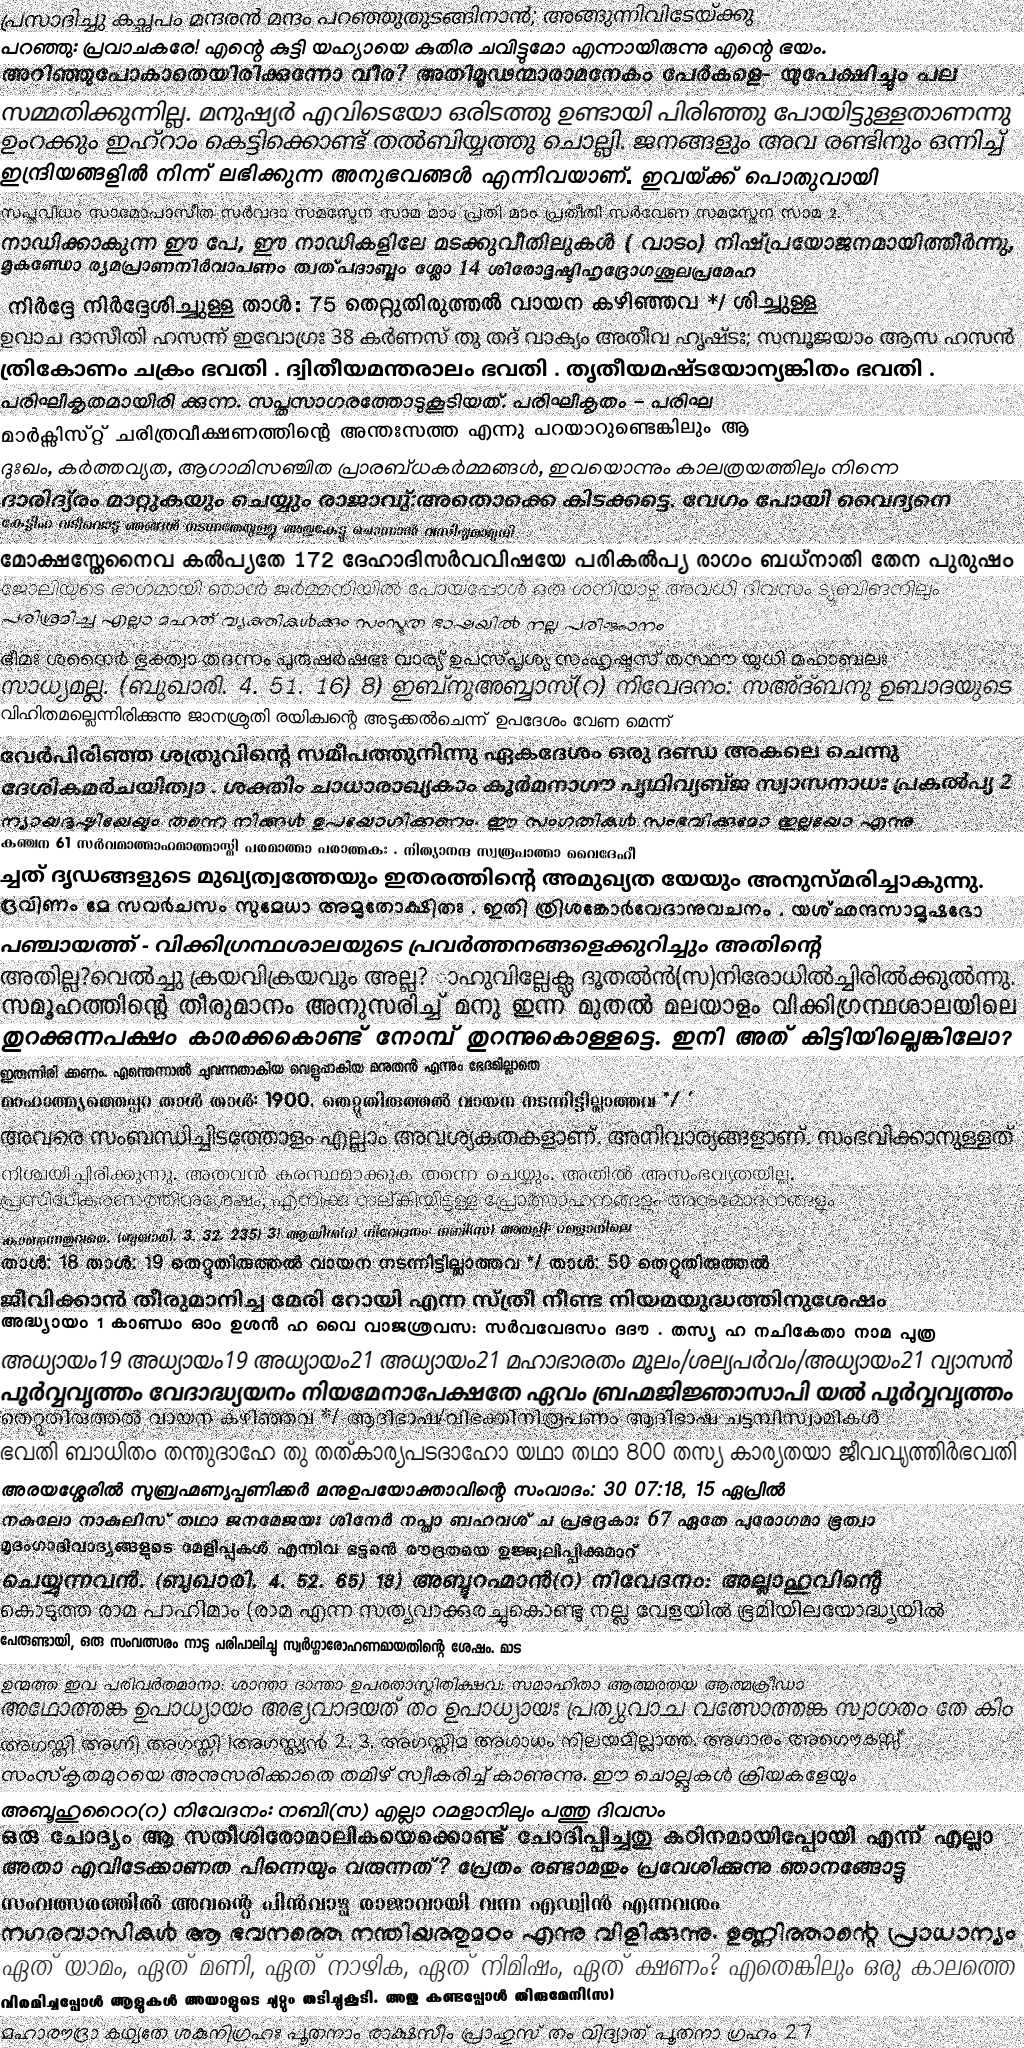 പ്രസാദിച്ചു കച്ഛപം മന്ദരൻ മന്ദം പറഞ്ഞുതുടങ്ങിനാൻ; അങ്ങുന്നിവിടേയ്ക്കു
പറഞ്ഞു: പ്രവാചകരേ! എന്റെ കുട്ടി യഹ്യായെ കുതിര ചവിട്ടുമോ എന്നായിരുന്നു എന്റെ ഭയം.
അറിഞ്ഞുപോകാതെയിരിക്കുന്നോ വീര? അതിമൂഢന്മാരാമനേകം പേർകളെ- യുപേക്ഷിച്ചും പല
സമ്മതിക്കുന്നില്ല. മനുഷ്യർ എവിടെയോ ഒരിടത്തു ഉണ്ടായി പിരിഞ്ഞു പോയിട്ടുള്ളതാണന്നു
ഉംറക്കും ഇഹ്റാം കെട്ടിക്കൊണ്ട് തൽബിയ്യത്തു ചൊല്ലി. ജനങ്ങളും അവ രണ്ടിനും ഒന്നിച്ച്
ഇന്ദ്രിയങ്ങളിൽ നിന്ന് ലഭിക്കുന്ന അനുഭവങ്ങൾ എന്നിവയാണ്. ഇവയ്ക്ക് പൊതുവായി
സപ്തവിധം സാമോപാസീത സർവദാ സമസ്തേന സാമ മാം പ്രതി മാം പ്രതീതി സർവേണ സമസ്തേന സാമ 2.
നാഡിക്കാകുന്ന ഈ പേ, ഈ നാഡികളിലേ മടക്കുവീതിലുകൾ ( വാടം) നിഷ്പ്രയോജനമായിത്തീർന്നു,
മൃകണ്ഡോ ര്യമപ്രാണനിർവാപണം ത്വത്പദാബ്ജം ശ്ലോ 14 ശിരോദൃഷ്ടിഹൃദ്രോഗശൂലപ്രമേഹ
നിർദ്ദേ നിർദ്ദേശിച്ചുള്ള താൾ: 75 തെറ്റുതിരുത്തൽ വായന കഴിഞ്ഞവ */ ശിച്ചുള്ള
ഉവാച ദാസീതി ഹസന്ന് ഇവോഗ്രഃ 38 കർണസ് തു തദ് വാക്യം അതീവ ഹൃഷ്ടഃ; സമ്പൂജയാം ആസ ഹസൻ
ത്രികോണം ചക്രം ഭവതി . ദ്വിതീയമന്തരാലം ഭവതി . തൃതീയമഷ്ടയോന്യങ്കിതം ഭവതി .
പരിഘീകൃതമായിരി ക്കുന്ന. സപ്തസാഗരത്തോടുകൂടിയത്. പരിഘീകൃതം – പരിഘ
മാർക്സിസ്റ്റ് ചരിത്രവീക്ഷണത്തിന്റെ അന്തഃസത്ത എന്നു പറയാറുണ്ടെങ്കിലും ആ
ദുഃഖം, കർത്തവ്യത, ആഗാമിസഞ്ചിത പ്രാരബ്ധകർമ്മങ്ങൾ, ഇവയൊന്നും കാലത്രയത്തിലും നിന്നെ
ദാരിദ്ര്യം മാറ്റുകയും ചെയ്യും രാജാവു്:അതൊക്കെ കിടക്കട്ടെ. വേഗം പോയി വൈദ്യനെ
മോക്ഷസ്തേനൈവ കൽപ്യതേ 172 ദേഹാദിസർവവിഷയേ പരികൽപ്യ രാഗം ബധ്നാതി തേന പുരുഷം
ജോലിയുടെ ഭാഗമായി ഞാൻ ജർമ്മനിയിൽ പോയപ്പോൾ ഒരു ശനിയാഴ്ച അവധി ദിവസം ട്യൂബിങനിലും
പരിശ്രമിച്ച എല്ലാ മഹത് വ്യക്തികൾക്കും സംസ്കൃത ഭാഷയിൽ നല്ല പരിജ്ഞാനം
ഭീമഃ ശനൈർ ഭുക്ത്വാ തദന്നം പുരുഷർഷഭഃ വാര്യ് ഉപസ്പൃശ്യ സംഹൃഷ്ടസ് തസ്ഥൗ യുധി മഹാബലഃ
സാധ്യമല്ല. (ബുഖാരി. 4. 51. 16) 8) ഇബ്നുഅബ്ബാസ്(റ) നിവേദനം: സഅ്ദ്ബനു ഉബാദയുടെ
വിഹിതമല്ലെന്നിരിക്കുന്നു ജാനശ്രുതി രയിക്വന്റെ അടുക്കൽചെന്ന് ഉപദേശം വേണ മെന്ന്
വേർപിരിഞ്ഞ ശത്രുവിന്റെ സമീപത്തുനിന്നു ഏകദേശം ഒരു ദണ്ഡ അകലെ ചെന്നു
ദേശികമർചയിത്വാ . ശക്തിം ചാധാരാഖ്യകാം കൂർമനാഗൗ പൃഥിവ്യബ്ജ സ്വാസനാധഃ പ്രകൽപ്യ 2
ന്യായദൃഷ്ടിയേയും തന്നെ നിങ്ങൾ ഉപയോഗിക്കണം. ഈ സംഗതികൾ സംഭവിക്കുമോ ഇല്ലയോ എന്നു
കഞ്ചന 61 സർവമാത്മാഹമാത്മാസ്മി പരമാത്മാ പരാത്മകഃ . നിത്യാനന്ദ സ്വരൂപാത്മാ വൈദേഹീ
ച്ചത് ദൃഡങ്ങളുടെ മുഖ്യത്വത്തേയും ഇതരത്തിന്റെ അമുഖ്യത യേയും അനുസ്മരിച്ചാകുന്നു.
ദ്രവിണം മേ സവർചസം സുമേധാ അമൃതോക്ഷിതഃ . ഇതി ത്രിശങ്കോർവേദാനുവചനം . യശ്ഛന്ദസാമൃഷഭോ
പഞ്ചായത്ത് - വിക്കിഗ്രന്ഥശാലയുടെ പ്രവർത്തനങ്ങളെക്കുറിച്ചും അതിന്റെ
അതില്ല?വെൽച്ചു ക്രയവിക്രയവും അല്ല? ാഹുവില്ലേക്ല ദൂതൽൻ(സ)നിരോധിൽച്ചിരിൽക്കുൽന്നു.
സമൂഹത്തിന്റെ തീരുമാനം അനുസരിച്ച് മനു ഇന്ന് മുതൽ മലയാളം വിക്കിഗ്രന്ഥശാലയിലെ
തുറക്കുന്നപക്ഷം കാരക്കകൊണ്ട് നോമ്പ് തുറന്നുകൊള്ളട്ടെ. ഇനി അത് കിട്ടിയില്ലെങ്കിലോ?
ഇരുന്നിരി ക്കണം. എന്തെന്നാൽ ചുവന്നതാകിയ വെളുപ്പാകിയ മനുതൻ എന്നും ഭേദമില്ലാതെ
മാഹാത്മ്യത്തെപ്പറ താൾ താൾ: 1900. തെറ്റുതിരുത്തൽ വായന നടന്നിട്ടില്ലാത്തവ */ ‘
അവരെ സംബന്ധിച്ചിടത്തോളം എല്ലാം അവശ്യകതകളാണ്. അനിവാര്യങ്ങളാണ്. സംഭവിക്കാനുള്ളത്
നിശ്ചയിച്ചിരിക്കുന്നു. അതവൻ കരസ്ഥമാക്കുക തന്നെ ചെയ്യും. അതിൽ അസംഭവ്യതയില്ല.
പ്രസിദ്ധീകരണത്തിനുശേഷം, എനിക്കു നല്കിയിട്ടുള്ള പ്രോത്സാഹനങ്ങളും അനുമോദനങ്ങളും
കാണുന്നതുവരെ. (ബുഖാരി. 3. 32. 235) 3) ആയിശ(റ) നിവേദനം: നബി(സ) അരുളി: റമളാനിലെ
താൾ: 18 താൾ: 19 തെറ്റുതിരുത്തൽ വായന നടന്നിട്ടില്ലാത്തവ */ താൾ: 50 തെറ്റുതിരുത്തൽ
ജീവിക്കാൻ തീരുമാനിച്ച മേരി റോയി എന്ന സ്ത്രീ നീണ്ട നിയമയുദ്ധത്തിനുശേഷം
അദ്ധ്യായം 1 കാണ്ഡം ഓം ഉശൻ ഹ വൈ വാജശ്രവസഃ സർവവേദസം ദദൗ . തസ്യ ഹ നചികേതാ നാമ പുത്ര
അധ്യായം19 അധ്യായം19 അധ്യായം21 അധ്യായം21 മഹാഭാരതം മൂലം/ശല്യപർവം/അധ്യായം21 വ്യാസൻ
പൂർവ്വവൃത്തം വേദാദ്ധ്യയനം നിയമേനാപേക്ഷതേ ഏവം ബ്രഹ്മജിജ്ഞാസാപി യൽ പൂർവ്വവൃത്തം
തെറ്റുതിരുത്തൽ വായന കഴിഞ്ഞവ */ ആദിഭാഷ/വിഭക്തിനിരൂപണം ആദിഭാഷ ചട്ടമ്പിസ്വാമികൾ
ഭവതി ബാധിതം തന്തുദാഹേ തു തത്കാര്യപടദാഹോ യഥാ തഥാ 800 തസ്യ കാര്യതയാ ജീവവൃത്തിർഭവതി
അരയശ്ശേരിൽ സുബ്രഹ്മണ്യപ്പണിക്കർ മനുഉപയോക്താവിന്റെ സംവാദം: 30 07:18, 15 ഏപ്രിൽ
നകുലോ നാകുലിസ് തഥാ ജനമേജയഃ ശിനേർ നപ്താ ബഹവശ് ച പ്രഭദ്രകാഃ 67 ഏതേ പുരോഗമാ ഭൂത്വാ
മൃദംഗാദിവാദ്യങ്ങളുടെ മേളിപ്പുകൾ എന്നിവ ഭട്ടന്റെ രൗദ്രതയെ ഉജ്ജ്വലിപ്പിക്കുമാറ്
ചെയ്യുന്നവൻ. (ബുഖാരി. 4. 52. 65) 18) അബ്ദുറഹ്മാൻ(റ) നിവേദനം: അല്ലാഹുവിന്റെ
കൊടുത്ത രാമ പാഹിമാം (രാമ എന്ന സത്യവാക്കുരച്ചുകൊണ്ടു നല്ല വേളയിൽ ഭൂമിയിലയോദ്ധ്യയിൽ
പേരുണ്ടായി, ഒരു സംവത്സരം നാടു പരിപാലിച്ചു സ്വർഗ്ഗാരോഹണമായതിന്റെ ശേഷം. മാട
ഉന്മത്ത ഇവ പരിവർതമാനാഃ ശാന്താ ദാന്താ ഉപരതാസ്തിതിക്ഷവഃ സമാഹിതാ ആത്മരതയ ആത്മക്രീഡാ
അഥോത്തങ്ക ഉപാധ്യായം അഭ്യവാദയത് തം ഉപാധ്യായഃ പ്രത്യുവാച വത്സോത്തങ്ക സ്വാഗതം തേ കിം
അഗസ്തി അഗ്നി അഗസ്തി ।അഗസ്ത്യൻ 2., 3. അഗസ്തിമ അഗാധം നിലയമില്ലാത്ത. അഗാരം അഗൌകസ്സ്
സംസ്കൃതമുറയെ അനുസരിക്കാതെ തമിഴ് സ്വീകരിച്ച് കാണുന്നു. ഈ ചൊല്ലുകൾ ക്രിയകളേയും
അബൂഹുറൈറ(റ) നിവേദനം: നബി(സ) എല്ലാ റമളാനിലും പത്തു ദിവസം
ഒരു ചോദ്യം ആ സതീശിരോമാലികയെക്കൊണ്ട് ചോദിപ്പിച്ചതു കഠിനമായിപ്പോയി എന്ന് എല്ലാ
അതാ എവിടേക്കാണത പിന്നെയും വരുന്നത്? പ്രേതം രണ്ടാമതും പ്രവേശിക്കുന്നു ഞാനങ്ങോട്ടു
സംവത്സരത്തിൽ അവന്റെ പിൻവാഴ്ച രാജാവായി വന്ന എഡ്വിൻ എന്നവനും
നഗരവാസികൾ ആ ഭവനത്തെ നന്തിയത്തുമഠം എന്നു വിളിക്കുന്നു. ഉണ്ണിത്താന്റെ പ്രാധാന്യം
ഏത് യാമം, ഏത് മണി, ഏത് നാഴിക, ഏത് നിമിഷം, ഏത് ക്ഷണം? എതെങ്കിലും ഒരു കാലത്തെ
വിരമിച്ചപ്പോൾ ആളുകൾ അയാളുടെ ചുറ്റും തടിച്ചുകൂടി. അതു കണ്ടപ്പോൾ തിരുമേനി(സ)
മഹാരൗദ്രാ കഥ്യതേ ശകുനിഗ്രഹഃ പൂതനാം രാക്ഷസീം പ്രാഹുസ് തം വിദ്യാത് പൂതനാ ഗ്രഹം 27